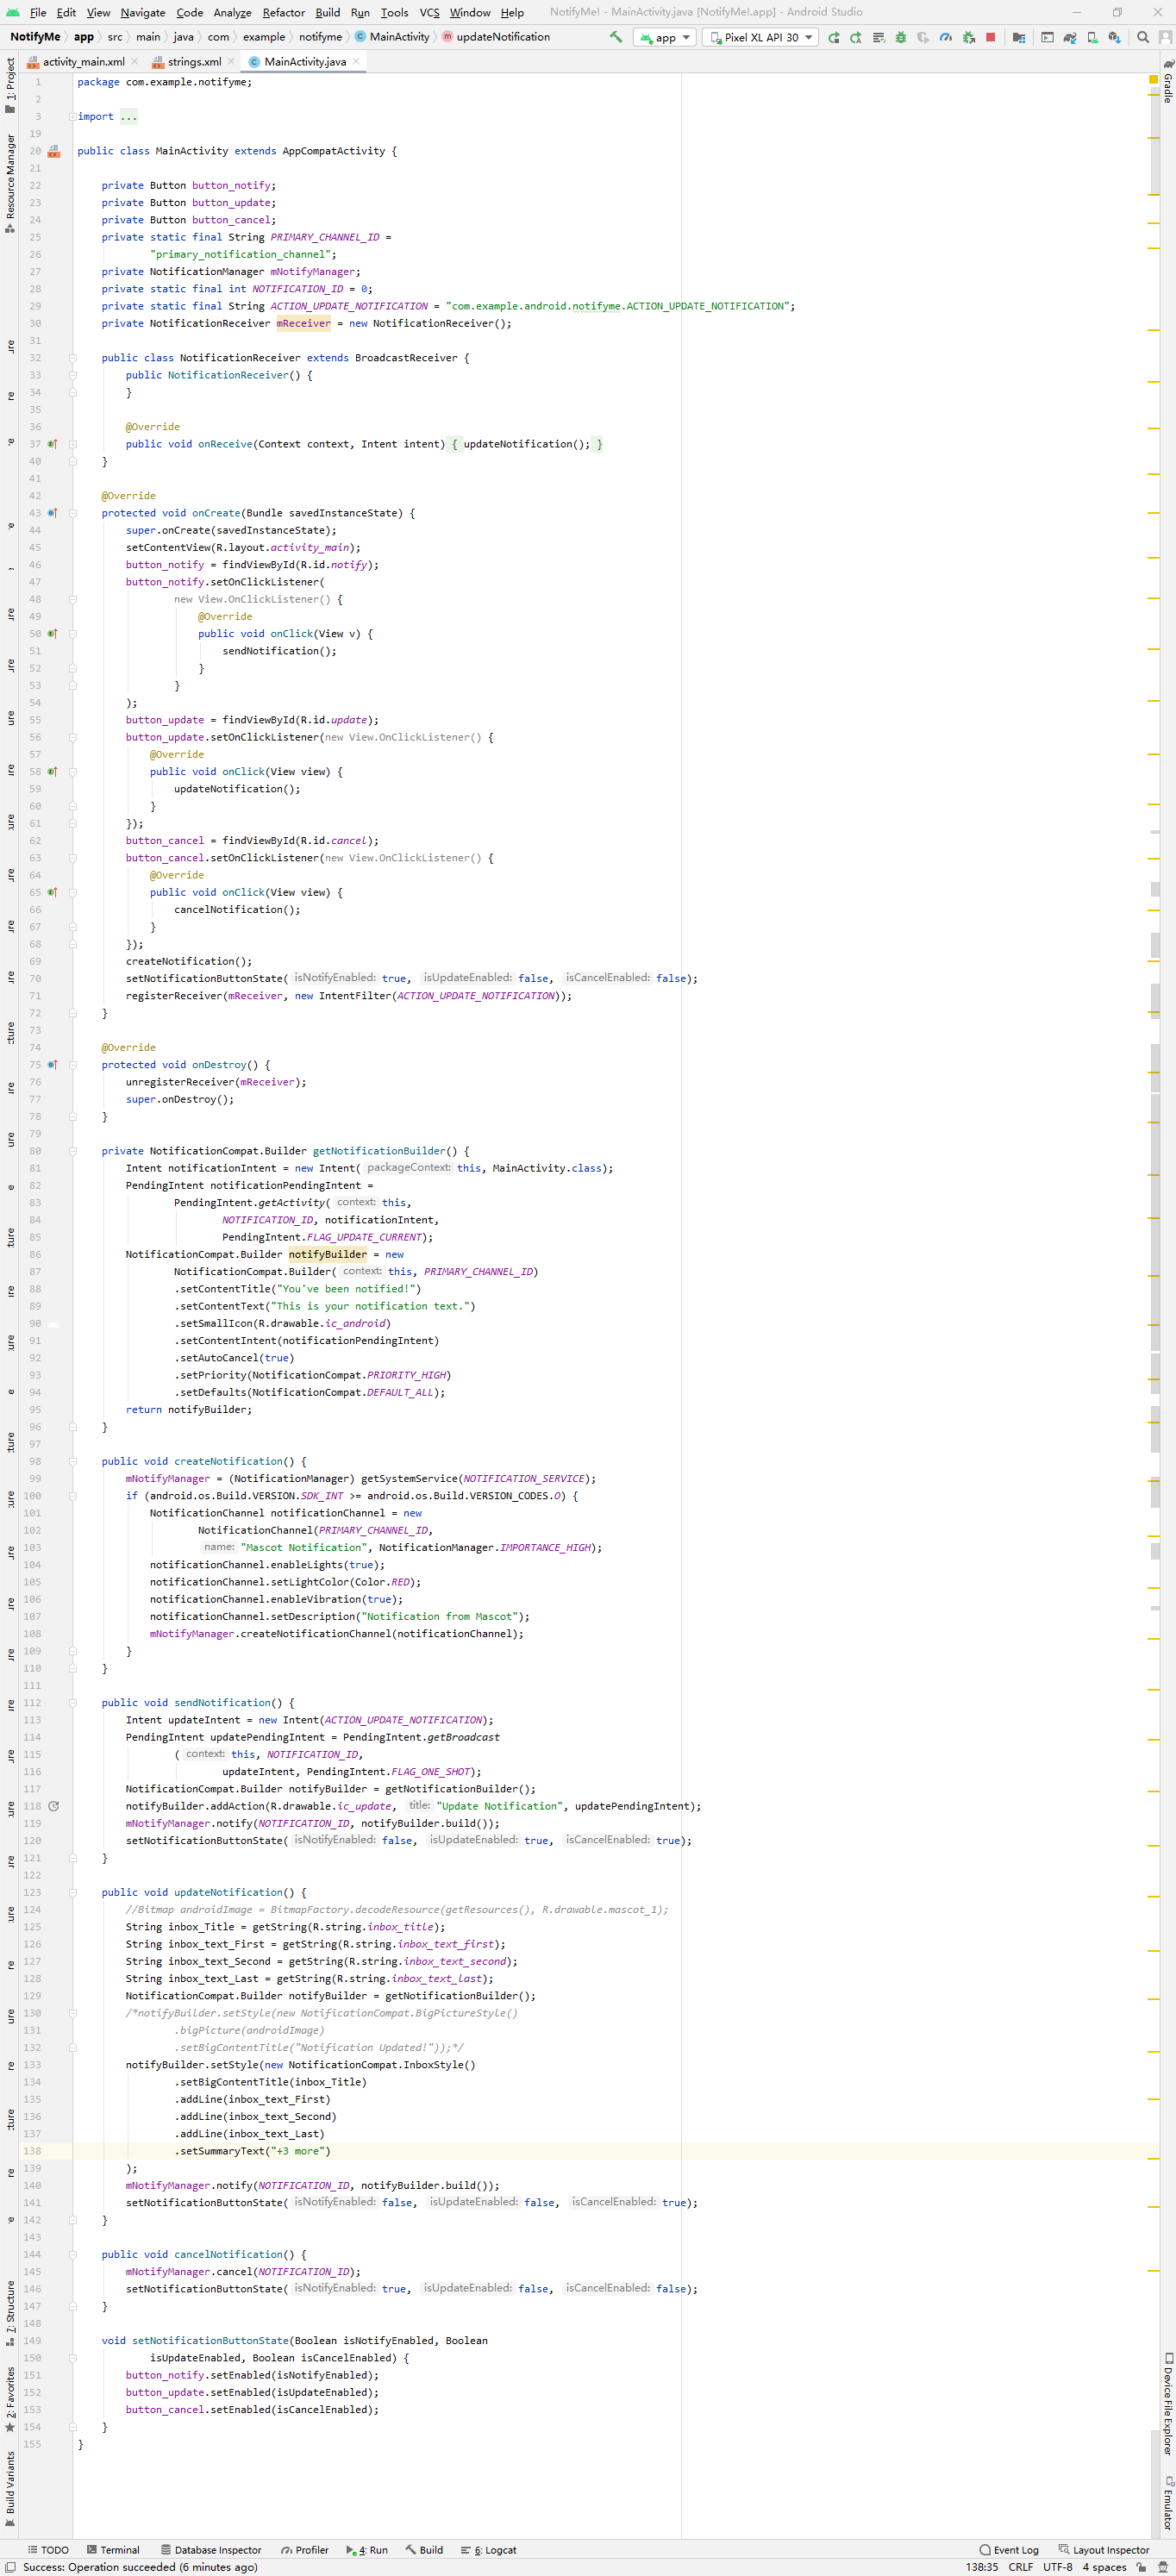 File Edit View Navigate Code Analyze Refactor Build Run Tools VCS Window Help NotifyMe! - MainActivity.java [NotifyMe!.app] - Android Studio
NotifyMe app src main java com example notifyme MainActivity updateNotification app Pixel XL API 30
activity_main.xml strings.xml MainActivity.java
1 package com.example.notifyme;
2
3 import ...
19
20 public class MainActivity extends AppCompatActivity {
21
22 private Button button_notify;
23 private Button button_update;
24 private Button button_cancel;
25 private static final String PRIMARY_CHANNEL_ID =
26 "primary_notification_channel";
27 private NotificationManager mNotifyManager;
28 private static final int NOTIFICATION_ID = 0;
29 private static final String ACTION_UPDATE_NOTIFICATION = "com.example.android.notifyme.ACTION_UPDATE_NOTIFICATION";
30 private NotificationReceiver mReceiver = new NotificationReceiver();
31
32 public class NotificationReceiver extends BroadcastReceiver {
33 public NotificationReceiver() {
34 }
35
36 @Override
37 public void onReceive(Context context, Intent intent) { updateNotification(); }
40 }
41
42 @Override
43 protected void onCreate(Bundle savedInstanceState) {
44 super.onCreate(savedInstanceState);
45 setContentView(R.layout.activity_main);
46 button_notify = findViewById(R.id.notify);
47 button_notify.setOnClickListener(
48 new View.OnClickListener() {
49 @Override
50 public void onClick(View v) {
51 sendNotification();
52 }
53 }
54 );
55 button_update = findViewById(R.id.update);
56 button_update.setOnClickListener(new View.OnClickListener() {
57 @Override
58 public void onClick(View view) {
59 updateNotification();
60 }
61 });
62 button_cancel = findViewById(R.id.cancel);
63 button_cancel.setOnClickListener(new View.OnClickListener() {
64 @Override
65 public void onClick(View view) {
66 cancelNotification();
67 }
68 });
69 createNotification();
70 setNotificationButtonState( isNotifyEnabled: true, isUpdateEnabled: false, isCancelEnabled: false);
71 registerReceiver(mReceiver, new IntentFilter(ACTION_UPDATE_NOTIFICATION));
72 }
73
74 @Override
75 protected void onDestroy() {
76 unregisterReceiver(mReceiver);
77 super.onDestroy();
78 }
79
80 private NotificationCompat.Builder getNotificationBuilder() {
81 Intent notificationIntent = new Intent( packageContext: this, MainActivity.class);
82 PendingIntent notificationPendingIntent =
83 PendingIntent.getActivity( context: this,
84 NOTIFICATION_ID, notificationIntent,
85 PendingIntent.FLAG_UPDATE_CURRENT);
86 NotificationCompat.Builder notifyBuilder = new
87 NotificationCompat.Builder( context: this, PRIMARY_CHANNEL_ID)
88 .setContentTitle("You've been notified!")
89 .setContentText("This is your notification text.")
90 .setSmallIcon(R.drawable.ic_android)
91 .setContentIntent(notificationPendingIntent)
92 .setAutoCancel(true)
93 .setPriority(NotificationCompat.PRIORITY_HIGH)
94 .setDefaults(NotificationCompat.DEFAULT_ALL);
95 return notifyBuilder;
96 }
97
98 public void createNotification() {
99 mNotifyManager = (NotificationManager) getSystemService(NOTIFICATION_SERVICE);
100 if (android.os.Build.VERSION.SDK_INT >= android.os.Build.VERSION_CODES.O) {
101 NotificationChannel notificationChannel = new
102 NotificationChannel(PRIMARY_CHANNEL_ID,
103 name: "Mascot Notification", NotificationManager.IMPORTANCE_HIGH);
104 notificationChannel.enableLights(true);
105 notificationChannel.setLightColor(Color.RED);
106 notificationChannel.enableVibration(true);
107 notificationChannel.setDescription("Notification from Mascot");
108 mNotifyManager.createNotificationChannel(notificationChannel);
109 }
110 }
111
112 public void sendNotification() {
113 Intent updateIntent = new Intent(ACTION_UPDATE_NOTIFICATION);
114 PendingIntent updatePendingIntent = PendingIntent.getBroadcast
115 ( context: this, NOTIFICATION_ID,
116 updateIntent, PendingIntent.FLAG_ONE_SHOT);
117 NotificationCompat.Builder notifyBuilder = getNotificationBuilder();
118 notifyBuilder.addAction(R.drawable.ic_update, title: "Update Notification", updatePendingIntent);
119 mNotifyManager.notify(NOTIFICATION_ID, notifyBuilder.build());
120 setNotificationButtonState( isNotifyEnabled: false, isUpdateEnabled: true, isCancelEnabled: true);
121 }
122
123 public void updateNotification() {
124 //Bitmap androidImage = BitmapFactory.decodeResource(getResources(), R.drawable.mascot_1);
125 String inbox_Title = getString(R.string.inbox_title);
126 String inbox_text_First = getString(R.string.inbox_text_first);
127 String inbox_text_Second = getString(R.string.inbox_text_second);
128 String inbox_text_Last = getString(R.string.inbox_text_last);
129 NotificationCompat.Builder notifyBuilder = getNotificationBuilder();
130 /*notifyBuilder.setStyle(new NotificationCompat.BigPictureStyle()
131 .bigPicture(androidImage)
132 .setBigContentTitle("Notification Updated!"));*/
133 notifyBuilder.setStyle(new NotificationCompat.InboxStyle()
134 .setBigContentTitle(inbox_Title)
135 .addLine(inbox_text_First)
136 .addLine(inbox_text_Second)
137 .addLine(inbox_text_Last)
138 .setSummaryText("+3 more")
139 );
140 mNotifyManager.notify(NOTIFICATION_ID, notifyBuilder.build());
141 setNotificationButtonState( isNotifyEnabled: false, isUpdateEnabled: false, isCancelEnabled: true);
142 }
143
144 public void cancelNotification() {
145 mNotifyManager.cancel(NOTIFICATION_ID);
146 setNotificationButtonState( isNotifyEnabled: true, isUpdateEnabled: false, isCancelEnabled: false);
147 }
148
149 void setNotificationButtonState(Boolean isNotifyEnabled, Boolean
150 isUpdateEnabled, Boolean isCancelEnabled) {
151 button_notify.setEnabled(isNotifyEnabled);
152 button_update.setEnabled(isUpdateEnabled);
153 button_cancel.setEnabled(isCancelEnabled);
154 }
155 }
1: Project
Resource Manager
7: Structure
2: Favorites
Build Variants
Gradle
Device File Explorer
Emulator
TODO Terminal Database Inspector Profiler 4: Run Build 6: Logcat Event Log Layout Inspector
Success: Operation succeeded (6 minutes ago) 138:35 CRLF UTF-8 4 spaces